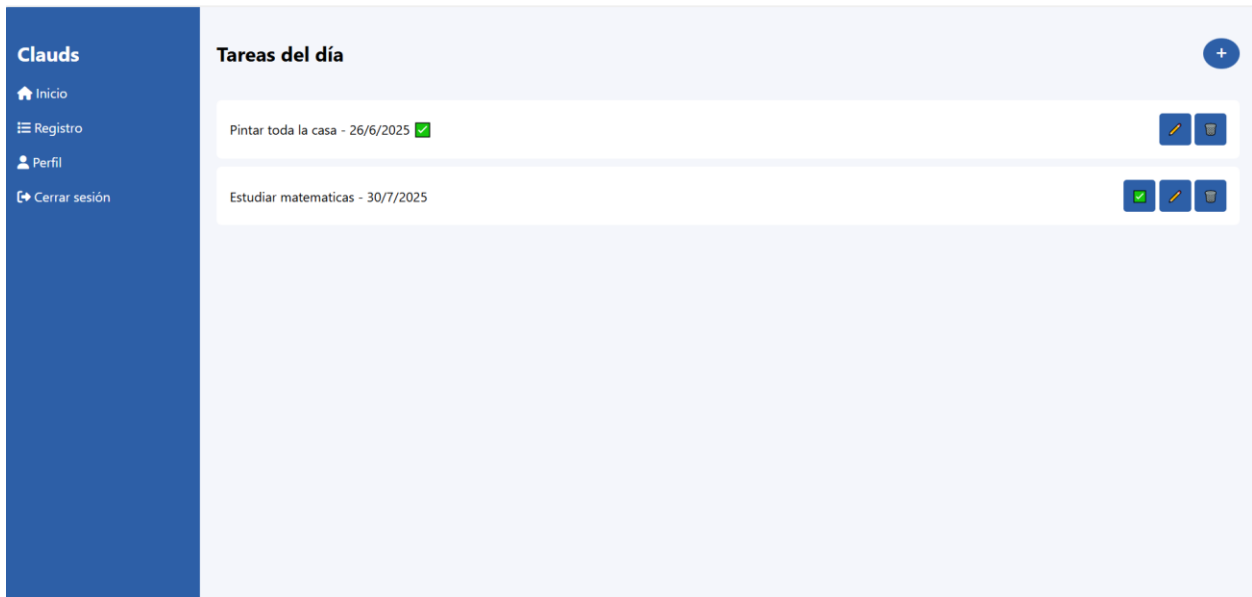 Clauds
Inicio
Registro
Perfil
Cerrar sesión
Tareas del día
+
Pintar toda la casa - 26/6/2025 ✅
Estudiar matematicas - 30/7/2025